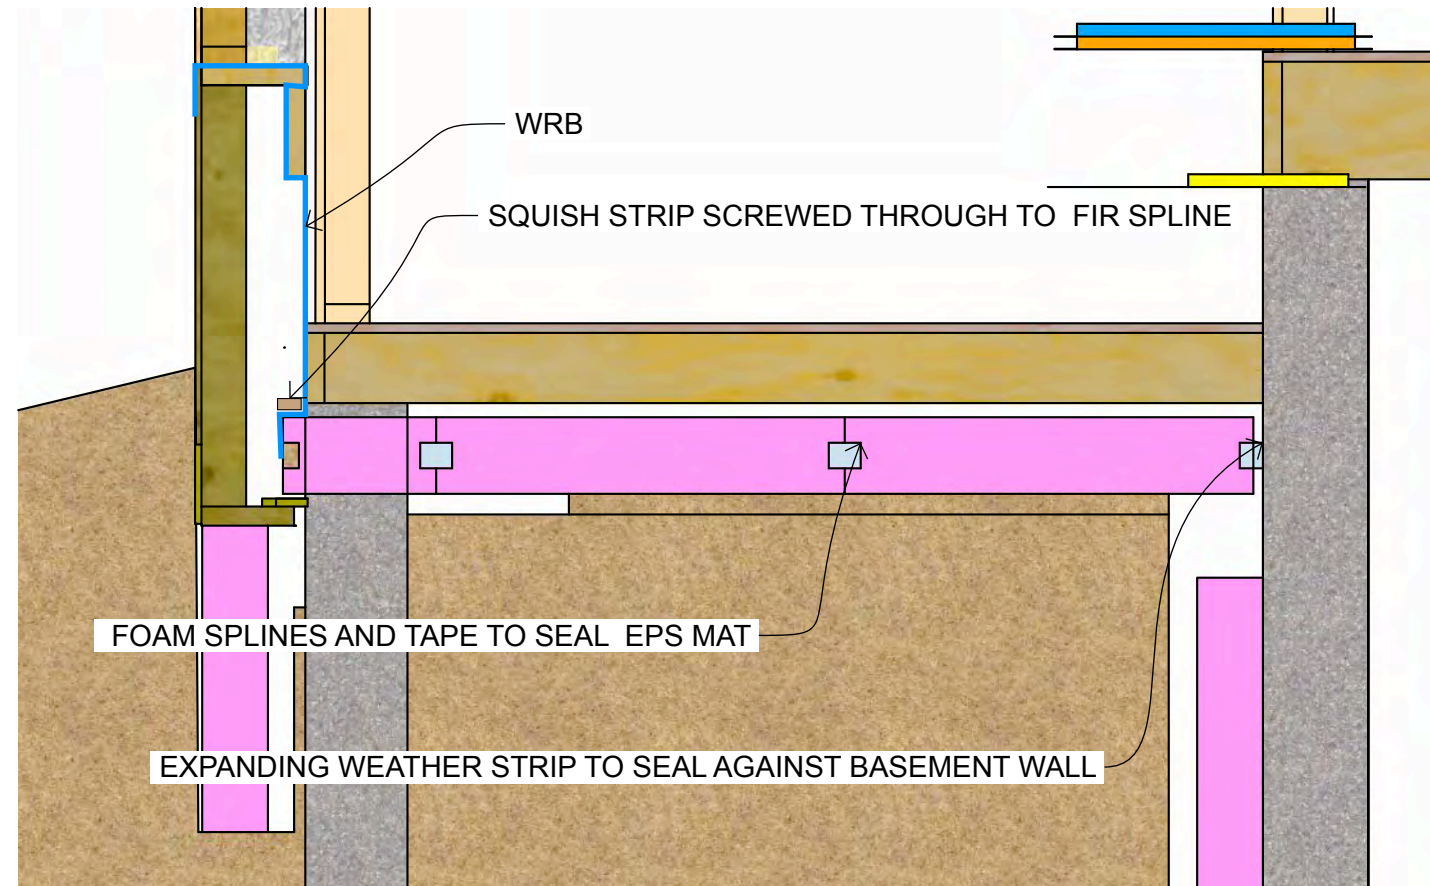 WRB
SQUISH STRIP SCREWED THROUGH TO FIR SPLINE
FOAM SPLINES AND TAPE TO SEAL EPS MAT
EXPANDING WEATHER STRIP TO SEAL AGAINST BASEMENT WALL